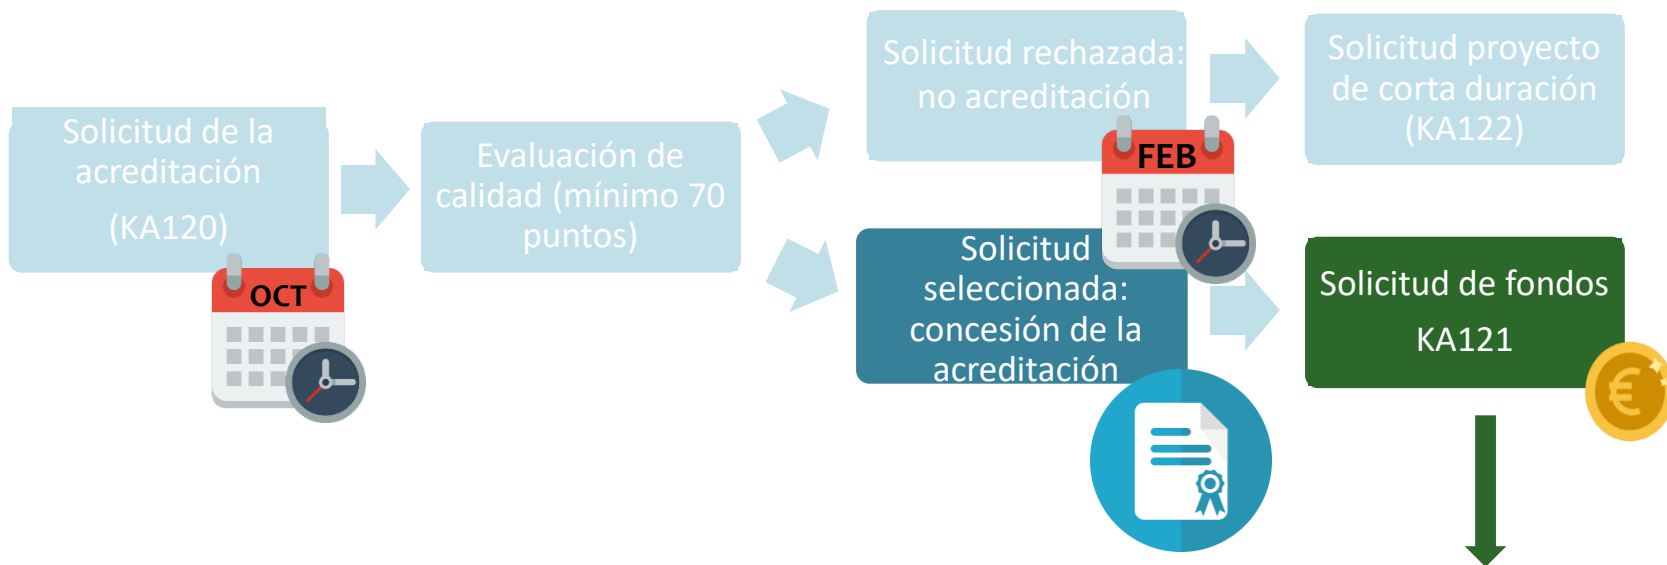 Solicitud de la
acreditación
(KA120)
OCT
Evaluación de
calidad (mínimo 70
puntos)
Solicitud rechazada:
no acreditación
FEB
Solicitud proyecto
de corta duración
(KA122)
Solicitud
seleccionada:
concesión de la
acreditación
Solicitud de fondos
KA121
€